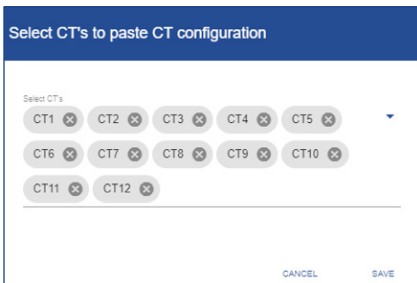 Select CT's to paste CT configuration
Select CT's
CT1 CT2 CT3 CT4 CT5
CT6 CT7 CT8 CT9 CT10
CT11 CT12
CANCEL SAVE